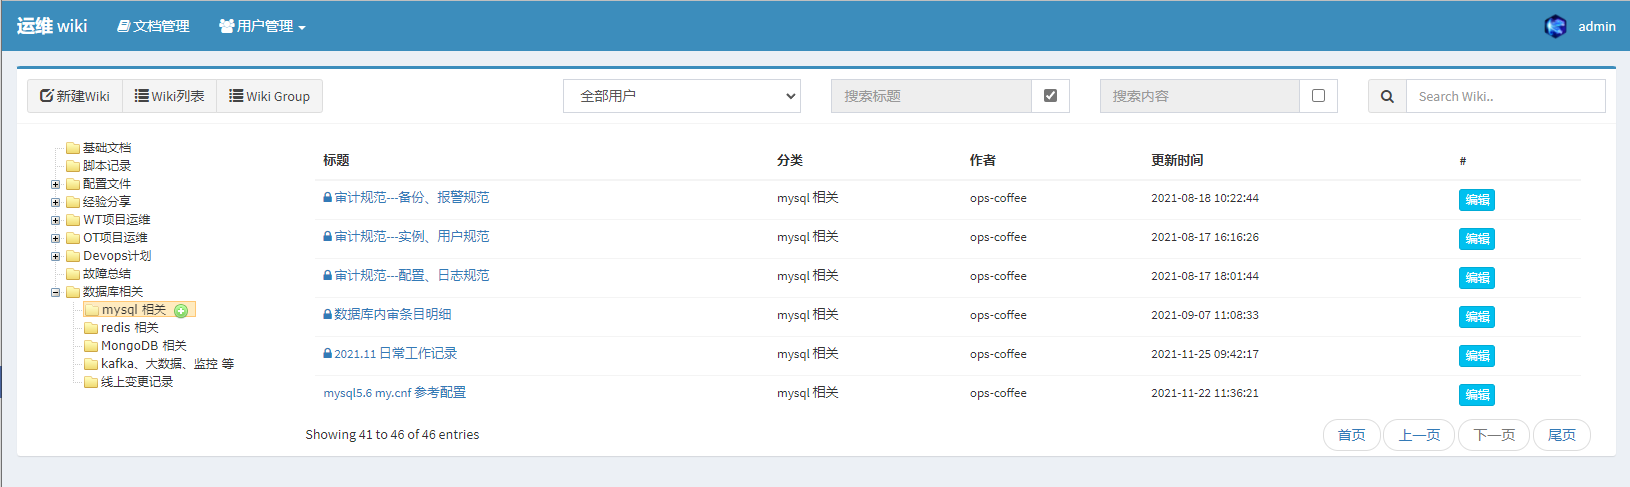 运维 wiki 文档管理 用户管理 admin
新建Wiki Wiki列表 Wiki Group 全部用户 搜索标题 搜索内容 Search Wiki..
基础文档
脚本记录
配置文件
经验分享
WT项目运维
OT项目运维
Devops计划
故障总结
数据库相关
mysql 相关
redis 相关
MongoDB 相关
kafka、大数据、监控 等
线上变更记录
标题 分类 作者 更新时间 #
审计规范---备份、报警规范 mysql 相关 ops-coffee 2021-08-18 10:22:44 编辑
审计规范---实例、用户规范 mysql 相关 ops-coffee 2021-08-17 16:16:26 编辑
审计规范---配置、日志规范 mysql 相关 ops-coffee 2021-08-17 18:01:44 编辑
数据库内审条目明细 mysql 相关 ops-coffee 2021-09-07 11:08:33 编辑
2021.11 日常工作记录 mysql 相关 ops-coffee 2021-11-25 09:42:17 编辑
mysql5.6 my.cnf 参考配置 mysql 相关 ops-coffee 2021-11-22 11:36:21 编辑
Showing 41 to 46 of 46 entries 首页 上一页 下一页 尾页